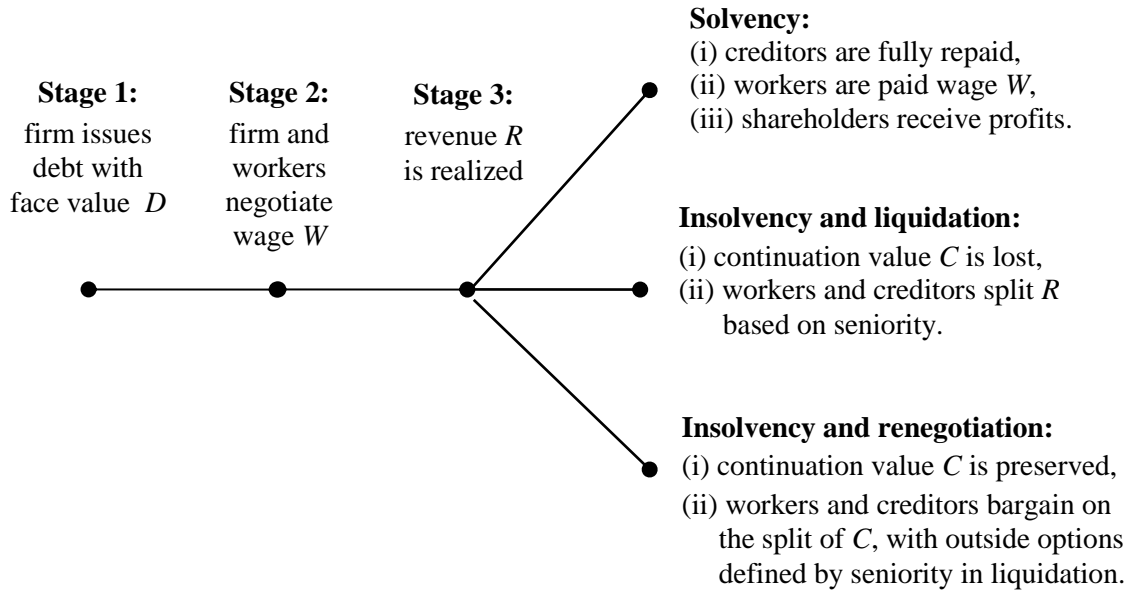 Stage 1:
firm issues
debt with
face value D
Stage 2:
firm and
workers
negotiate
wage W
Stage 3:
revenue R
is realized
Solvency:
(i) creditors are fully repaid,
(ii) workers are paid wage W,
(iii) shareholders receive profits.
Insolvency and liquidation:
(i) continuation value C is lost,
(ii) workers and creditors split R
based on seniority.
Insolvency and renegotiation:
(i) continuation value C is preserved,
(ii) workers and creditors bargain on
the split of C, with outside options
defined by seniority in liquidation.